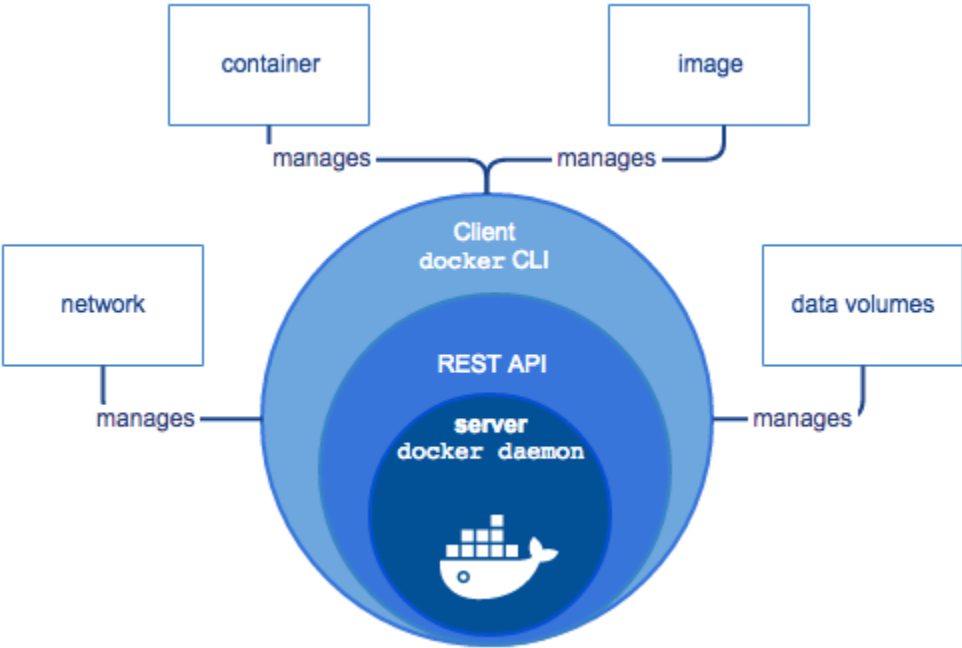 container
image
manages
manages
Client
docker CLI
network
data volumes
REST API
manages
server
docker daemon
manages